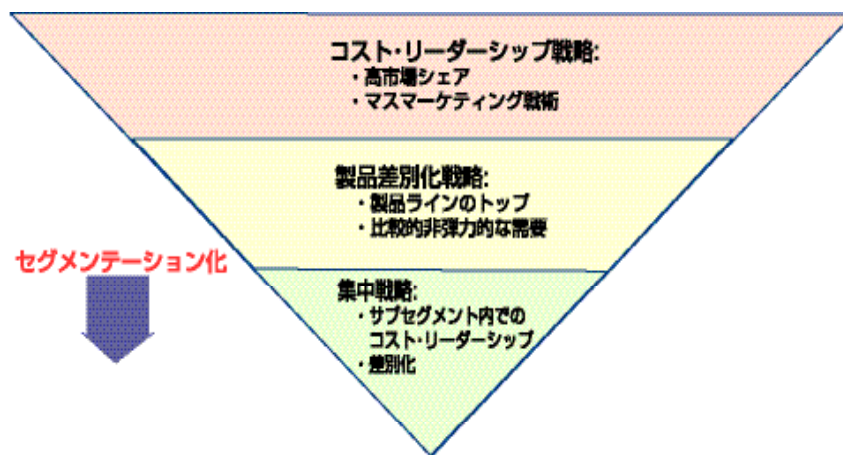 コスト・リーダーシップ戦略:
・高市場シェア
・マスマーケティング戦術
製品差別化戦略:
・製品ラインのトップ
・比較的非弾力的な需要
セグメンテーション化
集中戦略:
・サブセグメント内での
コスト・リーダーシップ
・差別化